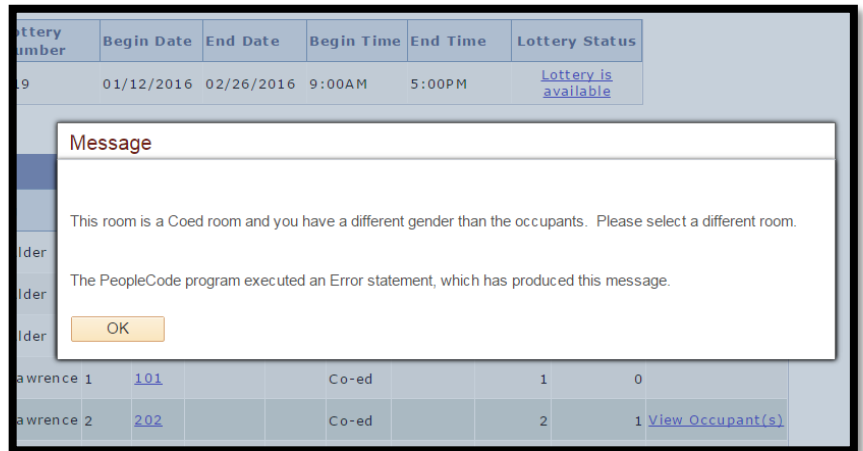 ottery Begin Date End Date Begin Time End Time Lottery Status
umber
19 01/12/2016 02/26/2016 9:00AM 5:00PM Lottery is
available
Message
This room is a Coed room and you have a different gender than the occupants. Please select a different room.
lder
The PeopleCode program executed an Error statement, which has produced this message.
lder
OK
lder
awrence 1 101 Co-ed 1 0
awrence 2 202 Co-ed 2 1 View Occupant(s)